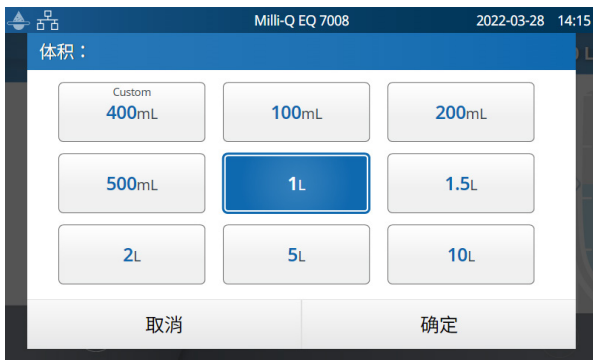 Milli-Q EQ 7008 2022-03-28 14:15
体积：
Custom
400mL 100mL 200mL
500mL 1L 1.5L
2L 5L 10L
取消 确定